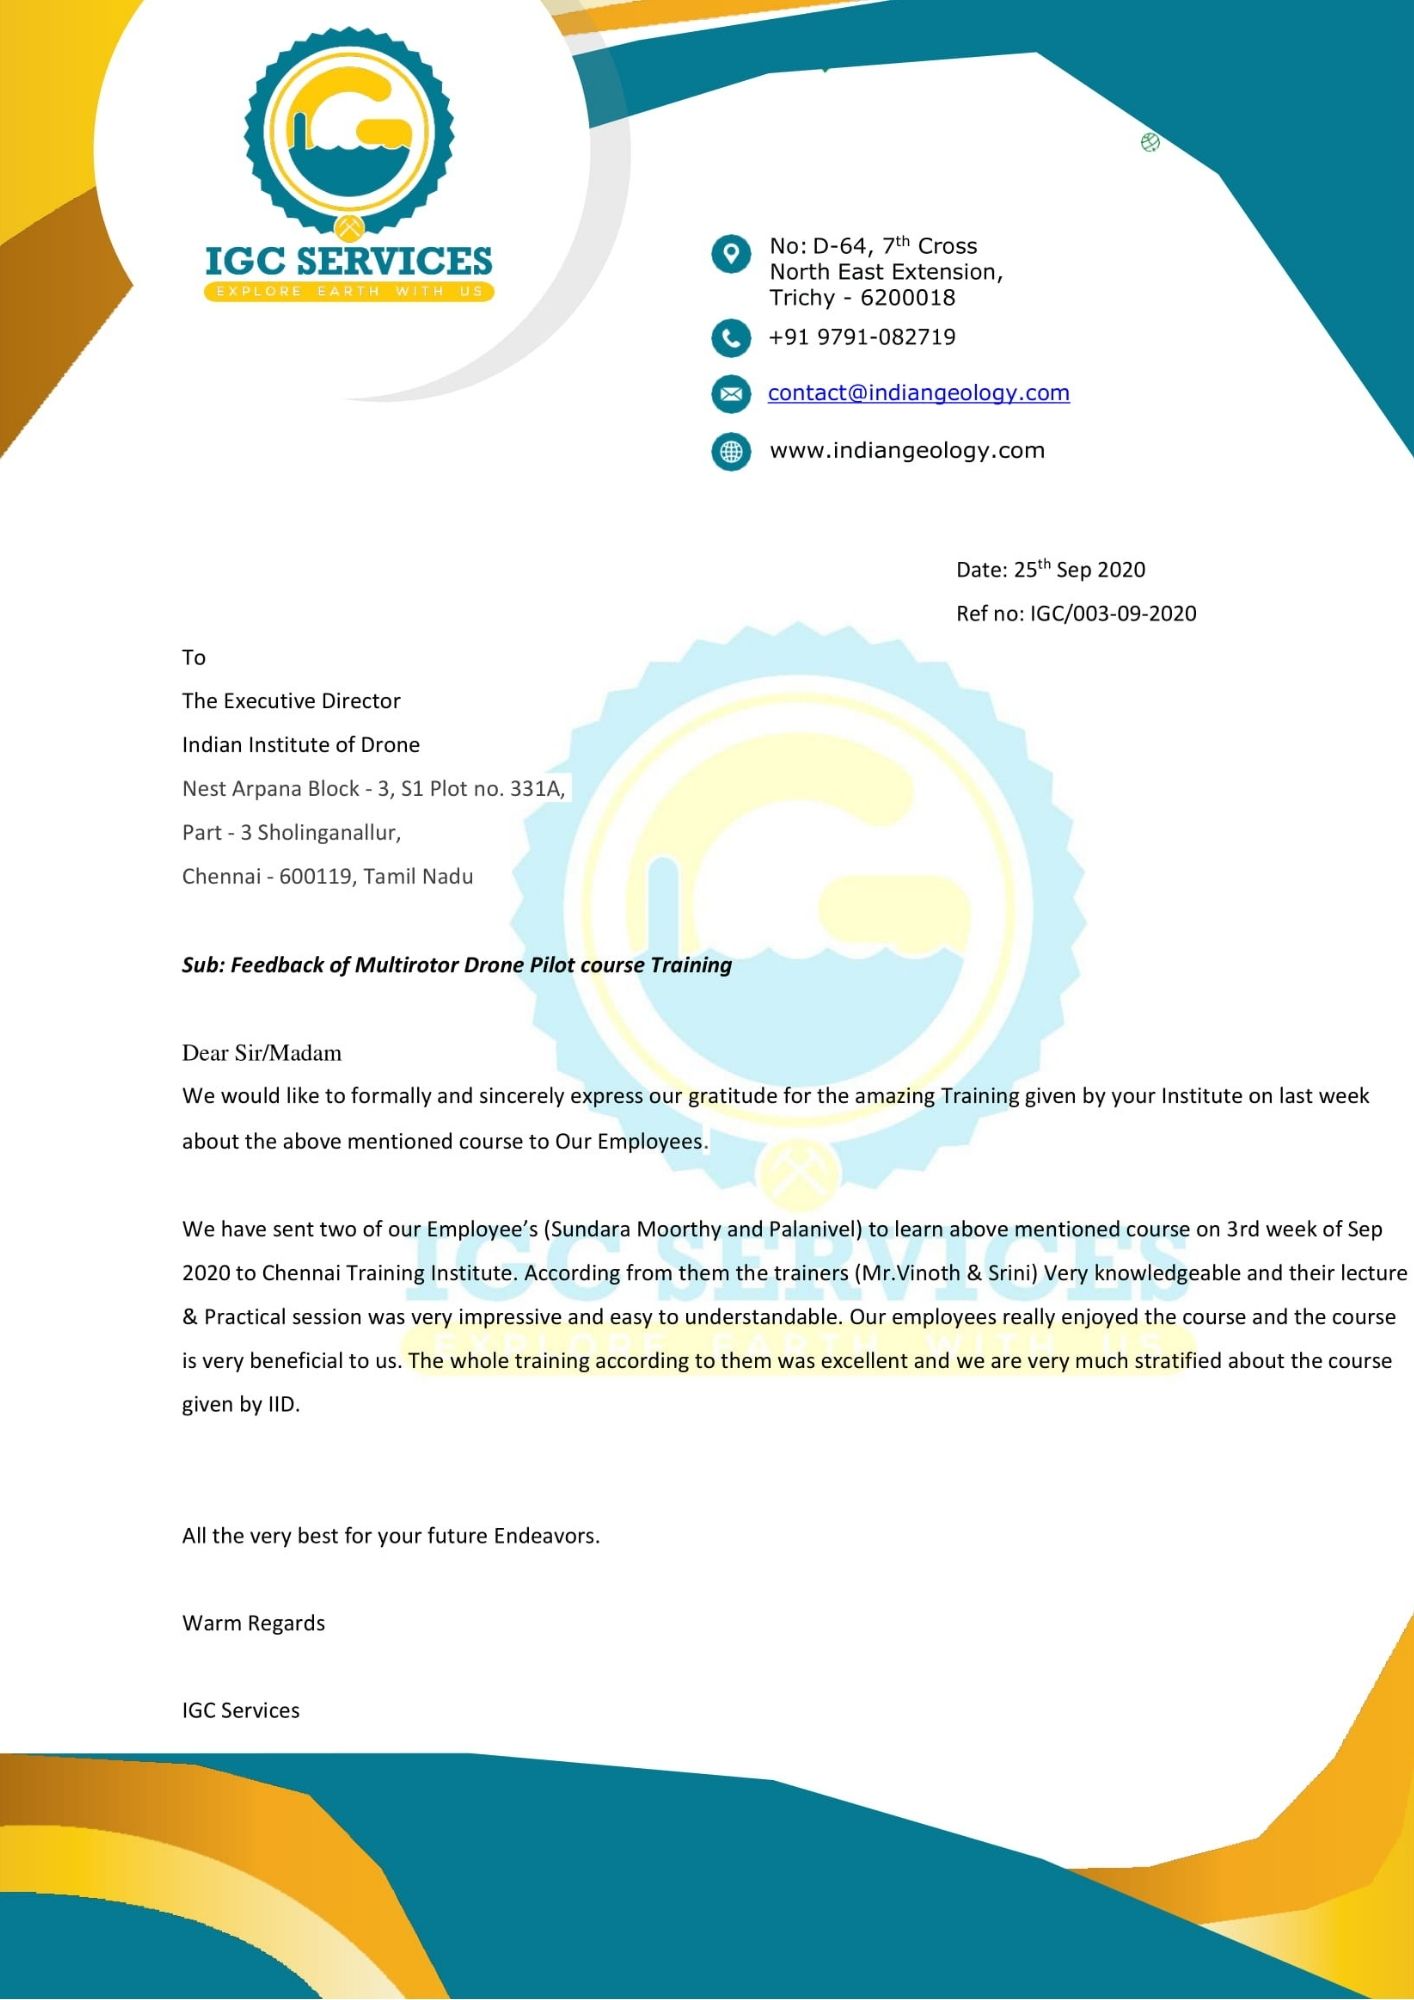 IGC SERVICES
EXPLORE EARTH WITH US
No: D-64, 7th Cross
North East Extension,
Trichy - 6200018
+91 9791-082719
contact@indiangeology.com
www.indiangeology.com
Date: 25th Sep 2020
Ref no: IGC/003-09-2020
To
The Executive Director
Indian Institute of Drone
Nest Arpana Block - 3, S1 Plot no. 331A,
Part - 3 Sholinganallur,
Chennai - 600119, Tamil Nadu
Sub: Feedback of Multirotor Drone Pilot course Training
Dear Sir/Madam
We would like to formally and sincerely express our gratitude for the amazing Training given by your Institute on last week
about the above mentioned course to Our Employees.
We have sent two of our Employee’s (Sundara Moorthy and Palanivel) to learn above mentioned course on 3rd week of Sep
2020 to Chennai Training Institute. According from them the trainers (Mr.Vinoth & Srini) Very knowledgeable and their lecture
& Practical session was very impressive and easy to understandable. Our employees really enjoyed the course and the course
is very beneficial to us. The whole training according to them was excellent and we are very much stratified about the course
given by IID.
IGC SERVICES
EXPLORE EARTH WITH US
All the very best for your future Endeavors.
Warm Regards
IGC Services